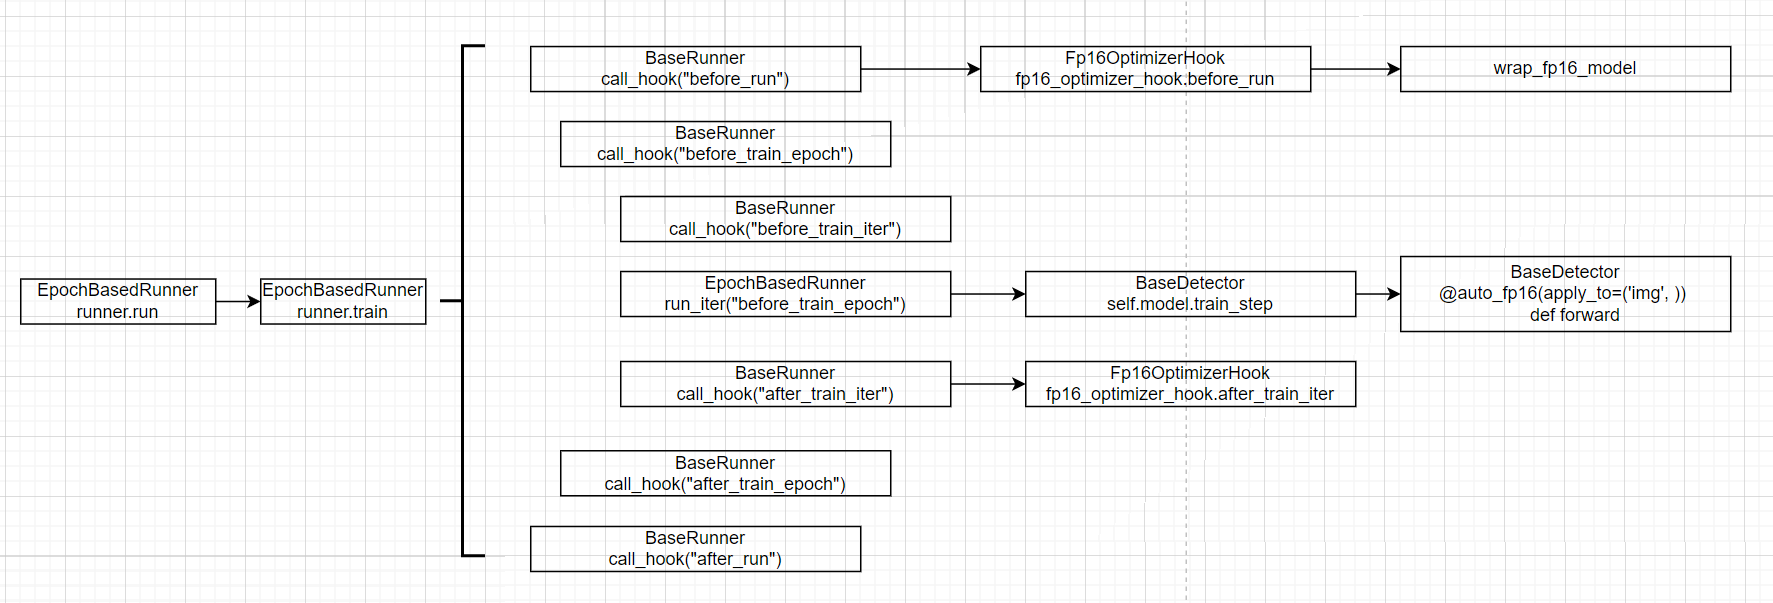 BaseRunner
call_hook("before_run")
Fp16OptimizerHook
fp16_optimizer_hook.before_run
wrap_fp16_model
BaseRunner
call_hook("before_train_epoch")
BaseRunner
call_hook("before_train_iter")
EpochBasedRunner
runner.run
EpochBasedRunner
runner.train
EpochBasedRunner
run_iter("before_train_epoch")
BaseDetector
self.model.train_step
BaseDetector
@auto_fp16(apply_to=('img', ))
def forward
BaseRunner
call_hook("after_train_iter")
Fp16OptimizerHook
fp16_optimizer_hook.after_train_iter
BaseRunner
call_hook("after_train_epoch")
BaseRunner
call_hook("after_run")